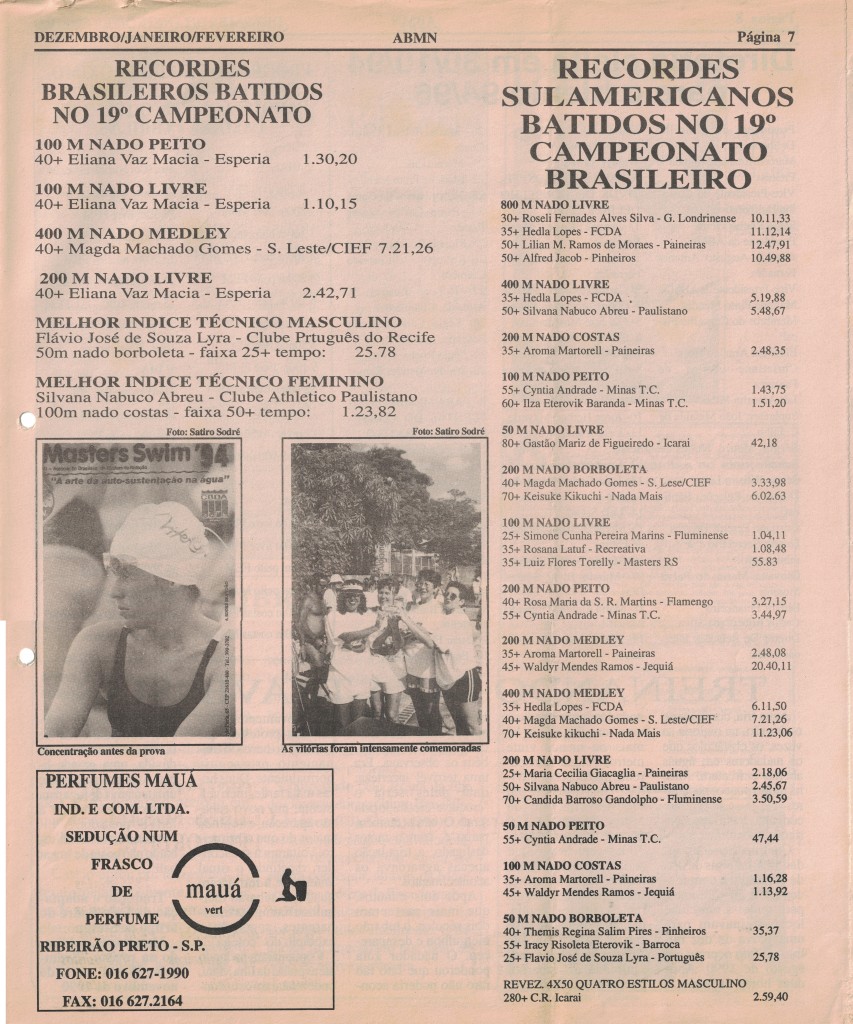 DEZEMBRO/JANEIRO/FEVEREIRO ABMN Página 7
RECORDES
BRASILEIROS BATIDOS
NO 19º CAMPEONATO
100 M NADO PEITO
40+ Eliana Vaz Macia - Esperia 1.30,20
100 M NADO LIVRE
40+ Eliana Vaz Macia - Esperia 1.10,15
400 M NADO MEDLEY
40+ Magda Machado Gomes - S. Leste/CIEF 7.21,26
200 M NADO LIVRE
40+ Eliana Vaz Macia - Esperia 2.42,71
MELHOR INDICE TÉCNICO MASCULINO
Flávio José de Souza Lyra - Clube Prtuguês do Recife
50m nado borboleta - faixa 25+ tempo: 25.78
MELHOR INDICE TÉCNICO FEMININO
Silvana Nabuco Abreu - Clube Athletico Paulistano
100m nado costas - faixa 50+ tempo: 1.23,82
Foto: Satiro Sodré
Masters Swim '94
"A arte da auto-sustentação na água"
Concentração antes da prova
Foto: Satiro Sodré
As vitórias foram intensamente comemoradas
PERFUMES MAUÁ
IND. E COM. LTDA.
SEDUÇÃO NUM
FRASCO
DE
PERFUME
mauá
vert
RIBEIRÃO PRETO - S.P.
FONE: 016 627-1990
FAX: 016 627.2164
RECORDES
SULAMERICANOS
BATIDOS NO 19º
CAMPEONATO
BRASILEIRO
800 M NADO LIVRE
30+ Roseli Fernades Alves Silva - G. Londrinense 10.11,33
35+ Hedla Lopes - FCDA 11.12,14
50+ Lilian M. Ramos de Moraes - Paineiras 12.47,91
50+ Alfred Jacob - Pinheiros 10.49,88
400 M NADO LIVRE
35+ Hedla Lopes - FCDA 5.19,88
50+ Silvana Nabuco Abreu - Paulistano 5.48,67
200 M NADO COSTAS
35+ Aroma Martorell - Paineiras 2.48,35
100 M NADO PEITO
55+ Cyntia Andrade - Minas T.C. 1.43,75
60+ Ilza Eterovik Baranda - Minas T.C. 1.51,20
50 M NADO LIVRE
80+ Gastão Mariz de Figueiredo - Icarai 42,18
200 M NADO BORBOLETA
40+ Magda Machado Gomes - S. Lese/CIEF 3.33,98
70+ Keisuke Kikuchi - Nada Mais 6.02.63
100 M NADO LIVRE
25+ Simone Cunha Pereira Marins - Fluminense 1.04,11
35+ Rosana Latuf - Recreativa 1.08,48
35+ Luiz Flores Torelly - Masters RS 55.83
200 M NADO PEITO
40+ Rosa Maria da S. R. Martins - Flamengo 3.27,15
55+ Cyntia Andrade - Minas T.C. 3.44,97
200 M NADO MEDLEY
35+ Aroma Martorell - Paineiras 2.48,08
45+ Waldyr Mendes Ramos - Jequiá 20.40,11
400 M NADO MEDLEY
35+ Hedla Lopes - FCDA 6.11,50
40+ Magda Machado Gomes - S. Leste/CIEF 7.21,26
70+ Keisuke kikuchi - Nada Mais 11.23,06
200 M NADO LIVRE
25+ Maria Cecilia Giacaglia - Paineiras 2.18,06
50+ Silvana Nabuco Abreu - Paulistano 2.45,67
70+ Candida Barroso Gandolpho - Fluminense 3.50,59
50 M NADO PEITO
55+ Cyntia Andrade - Minas T.C. 47,44
100 M NADO COSTAS
35+ Aroma Martorell - Paineiras 1.16,28
45+ Waldyr Mendes Ramos - Jequiá 1.13,92
50 M NADO BORBOLETA
40+ Themis Regina Salim Pires - Pinheiros 35,37
55+ Iracy Risoleta Eterovik - Barroca
25+ Flavio José de Souza Lyra - Português 25,78
REVEZ. 4X50 QUATRO ESTILOS MASCULINO
280+ C.R. Icarai 2.59,40